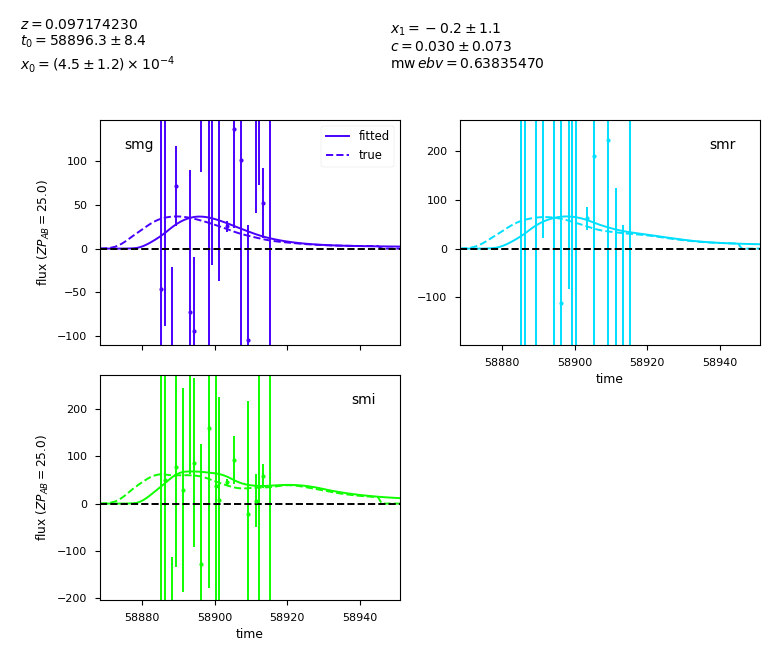 z = 0.097174230
t₀ = 58896.3 ± 8.4
x₀ = (4.5 ± 1.2) × 10⁻⁴
x₁ = −0.2 ± 1.1
c = 0.030 ± 0.073
mw ebv = 0.63835470
smg
fitted
true
100
50
0
−50
−100
flux (ZP_AB = 25.0)
smr
200
100
0
−100
58880 58900 58920 58940
time
smi
200
100
0
−100
−200
flux (ZP_AB = 25.0)
58880 58900 58920 58940
time